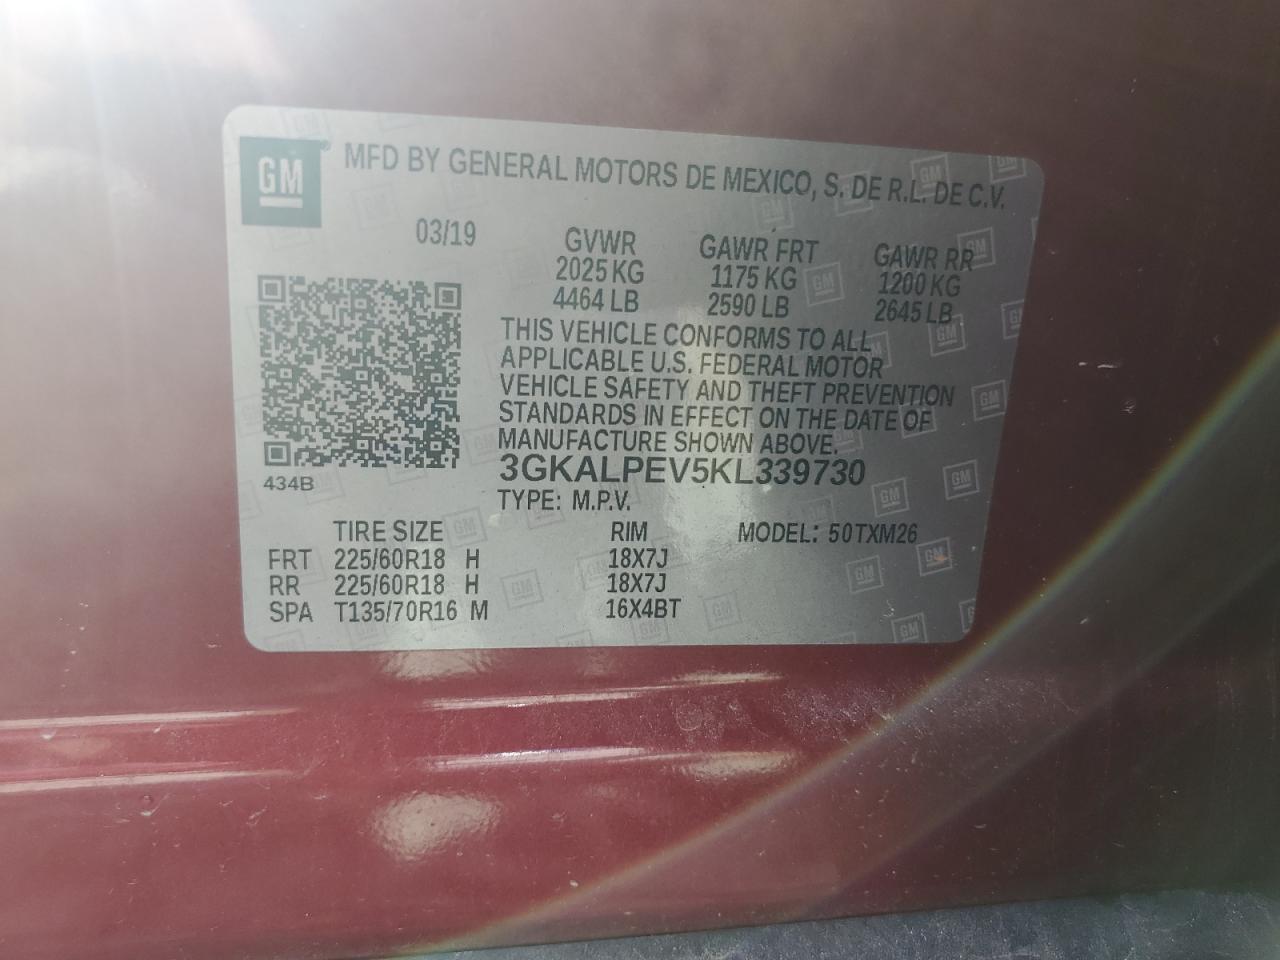 GM® MFD BY GENERAL MOTORS DE MEXICO, S. DE R.L. DE C.V.
03/19
GVWR GAWR FRT GAWR RR
2025 KG 1175 KG 1200 KG
4464 LB 2590 LB 2645 LB
THIS VEHICLE CONFORMS TO ALL
APPLICABLE U.S. FEDERAL MOTOR
VEHICLE SAFETY AND THEFT PREVENTION
STANDARDS IN EFFECT ON THE DATE OF
MANUFACTURE SHOWN ABOVE.
3GKALPEV5KL339730
434B
TYPE: M.P.V.
TIRE SIZE RIM MODEL: 50TXM26
FRT 225/60R18 H 18X7J
RR 225/60R18 H 18X7J
SPA T135/70R16 M 16X4BT